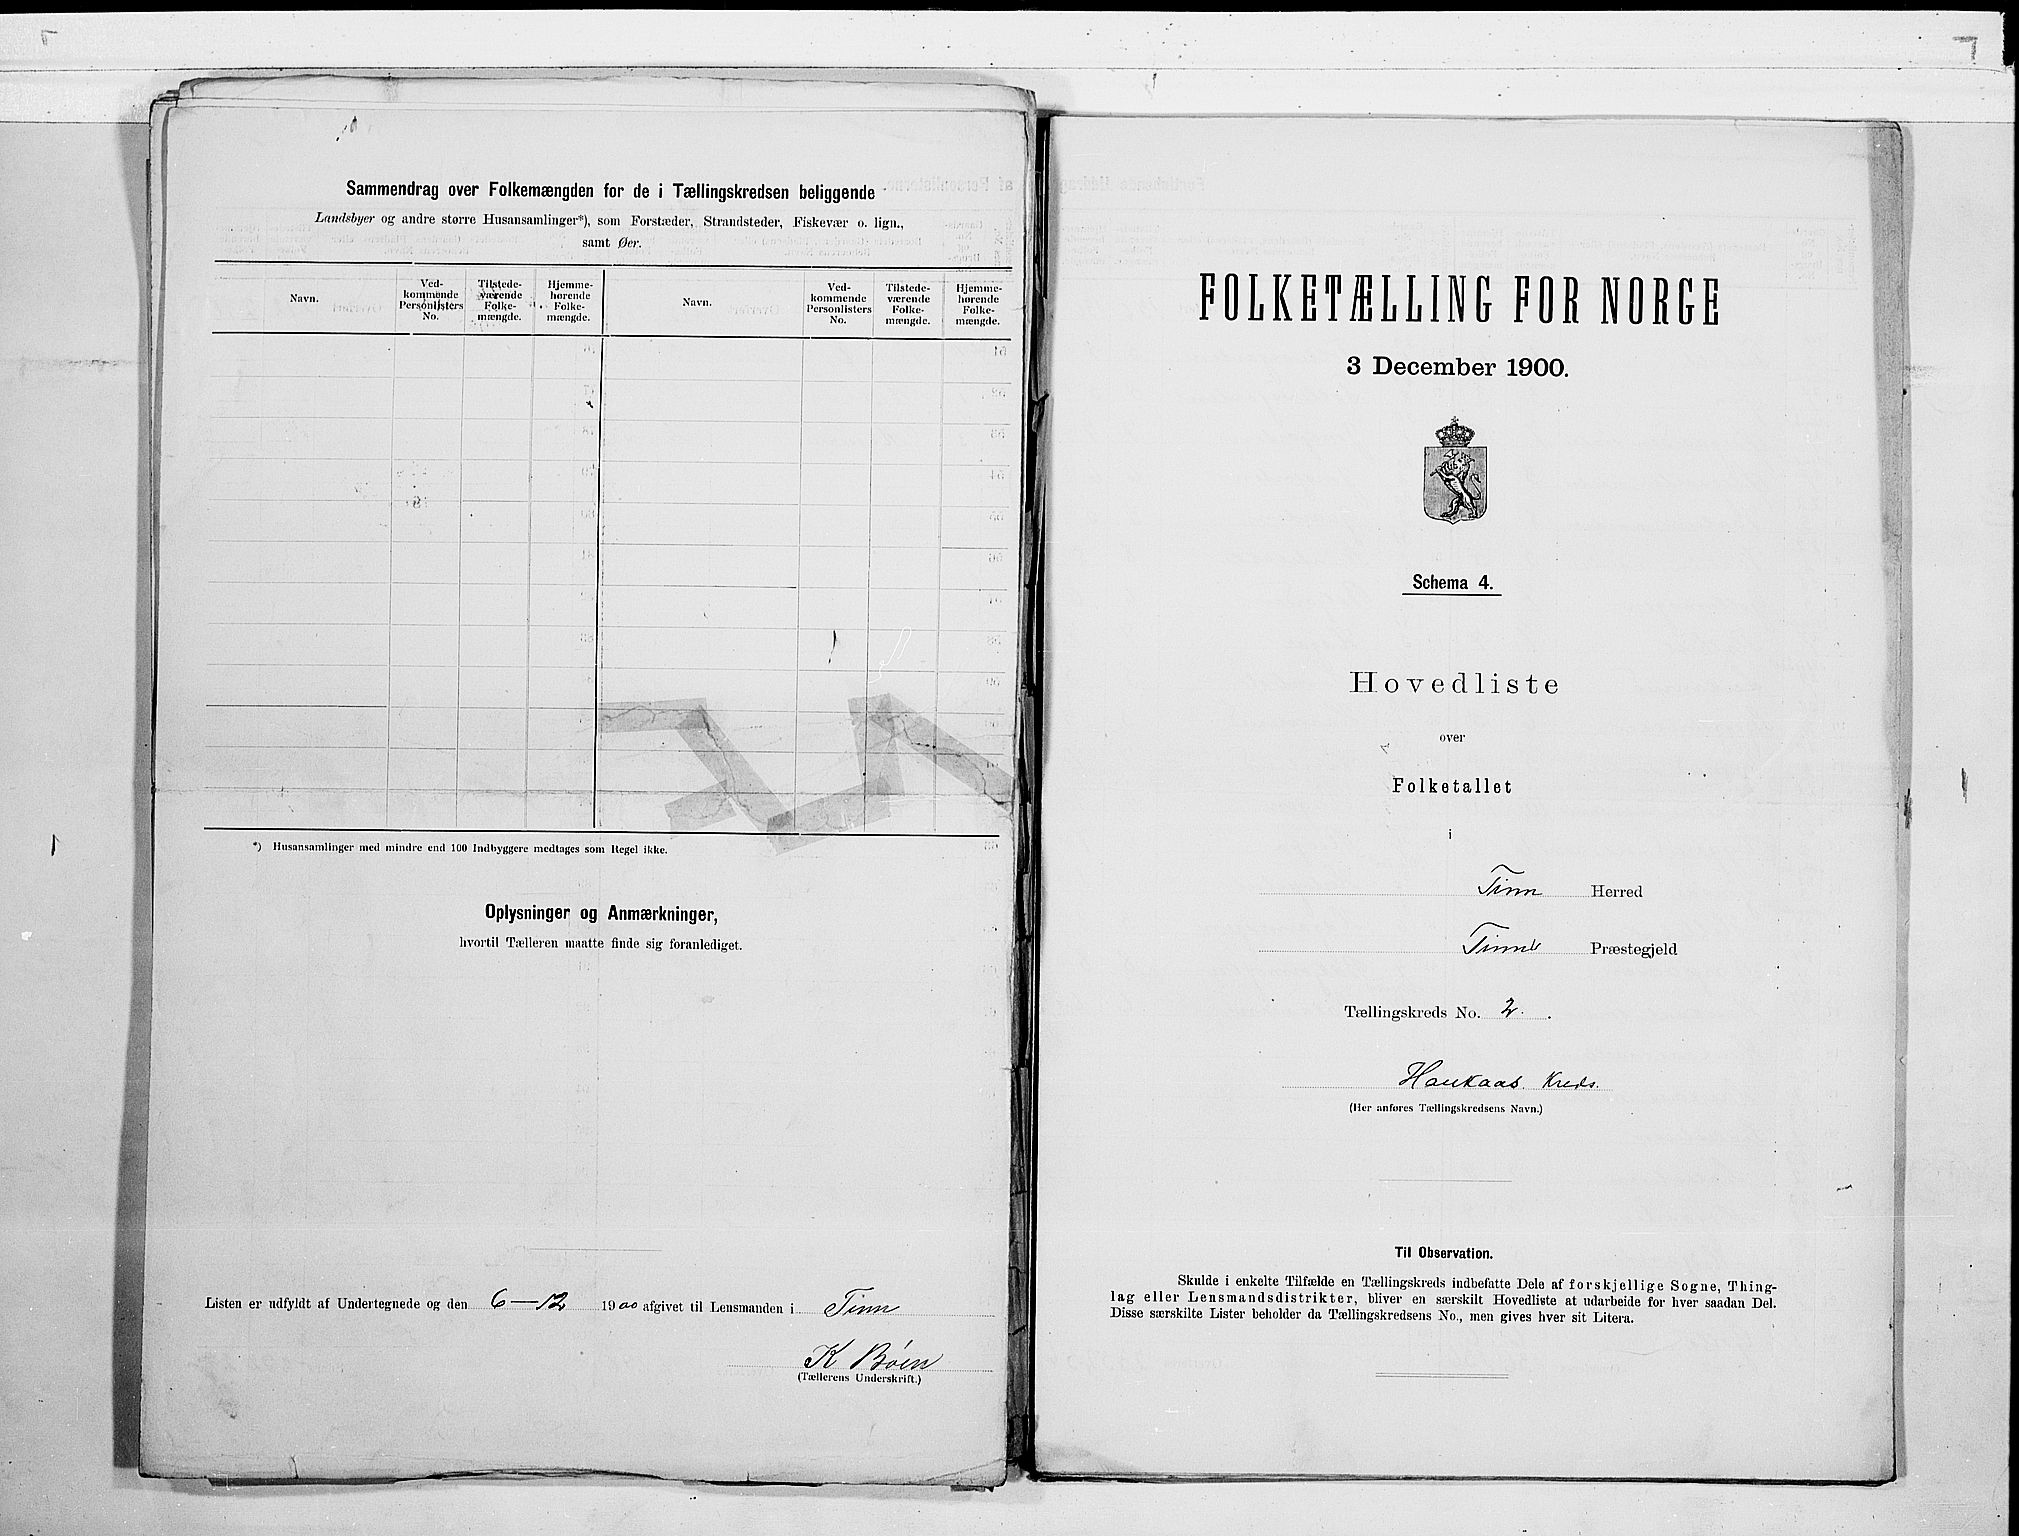 Sammendrag over Folkemængden for de i Tællingskredsen beliggende
Landsbyer og andre større Husansamlinger*), som Forstæder, Strandsteder, Fiskevær o. lign.,
samt Øer.
Navn.
Ved-
kommende
Personlisters
No.
Tilstede-
værende
Folke-
mængde.
Hjemme-
hørende
Folke-
mængde.
Navn.
Ved-
kommende
Personlisters
No.
Tilstede-
værende
Folke-
mængde.
Hjemme-
hørende
Folke-
mængde.
*) Husansamlinger med mindre end 100 Indbyggere medtages som Regel ikke.
Oplysninger og Anmærkninger,
hvortil Tælleren maatte finde sig foranlediget.
Listen er udfyldt af Undertegnede og den 6-12 1900 afgivet til Lensmanden i Tinn
K Bøen
(Tællerens Underskrift.)
FOLKETÆLLING FOR NORGE
3 December 1900.
Schema 4.
Hovedliste
over
Folketallet
i
Tinn Herred
Tinn Præstegjeld
Tællingskreds No. 2.
Haukaas Kreds.
(Her anføres Tællingskredsens Navn.)
Til Observation.
Skulde i enkelte Tilfælde en Tællingskreds indbefatte Dele af forskjellige Sogne, Thing-
lag eller Lensmandsdistrikter, bliver en særskilt Hovedliste at udarbeide for hver saadan Del.
Disse særskilte Lister beholder da Tællingskredsens No., men gives hver sit Litera.